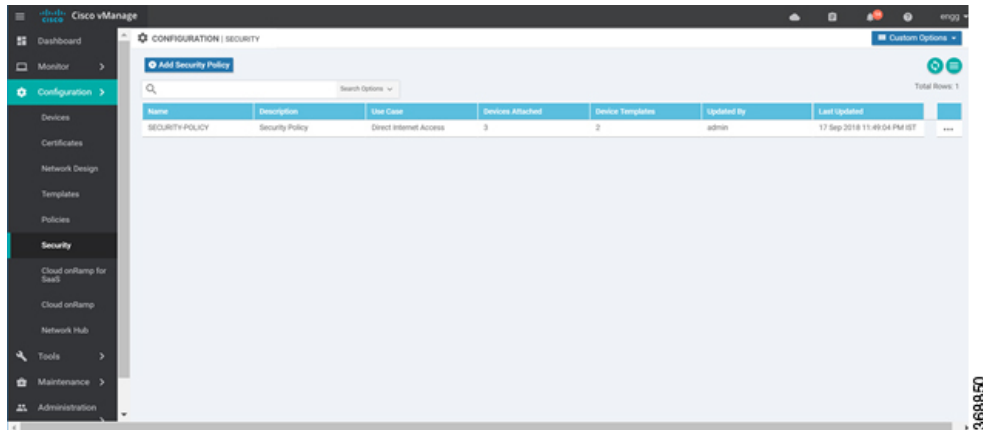 cisco Cisco vManage
engg
Dashboard
Monitor
Configuration
Devices
Certificates
Network Design
Templates
Policies
Security
Cloud onRamp for
SaaS
Cloud onRamp
Network Hub
Tools
Maintenance
Administration
CONFIGURATION | SECURITY
Custom Options
Add Security Policy
Search Options
Total Rows: 1
Name Description Use Case Devices Attached Device Templates Updated By Last Updated
SECURITY-POLICY Security Policy Direct Internet Access 3 2 admin 17 Sep 2018 11:49:04 PM IST
368850